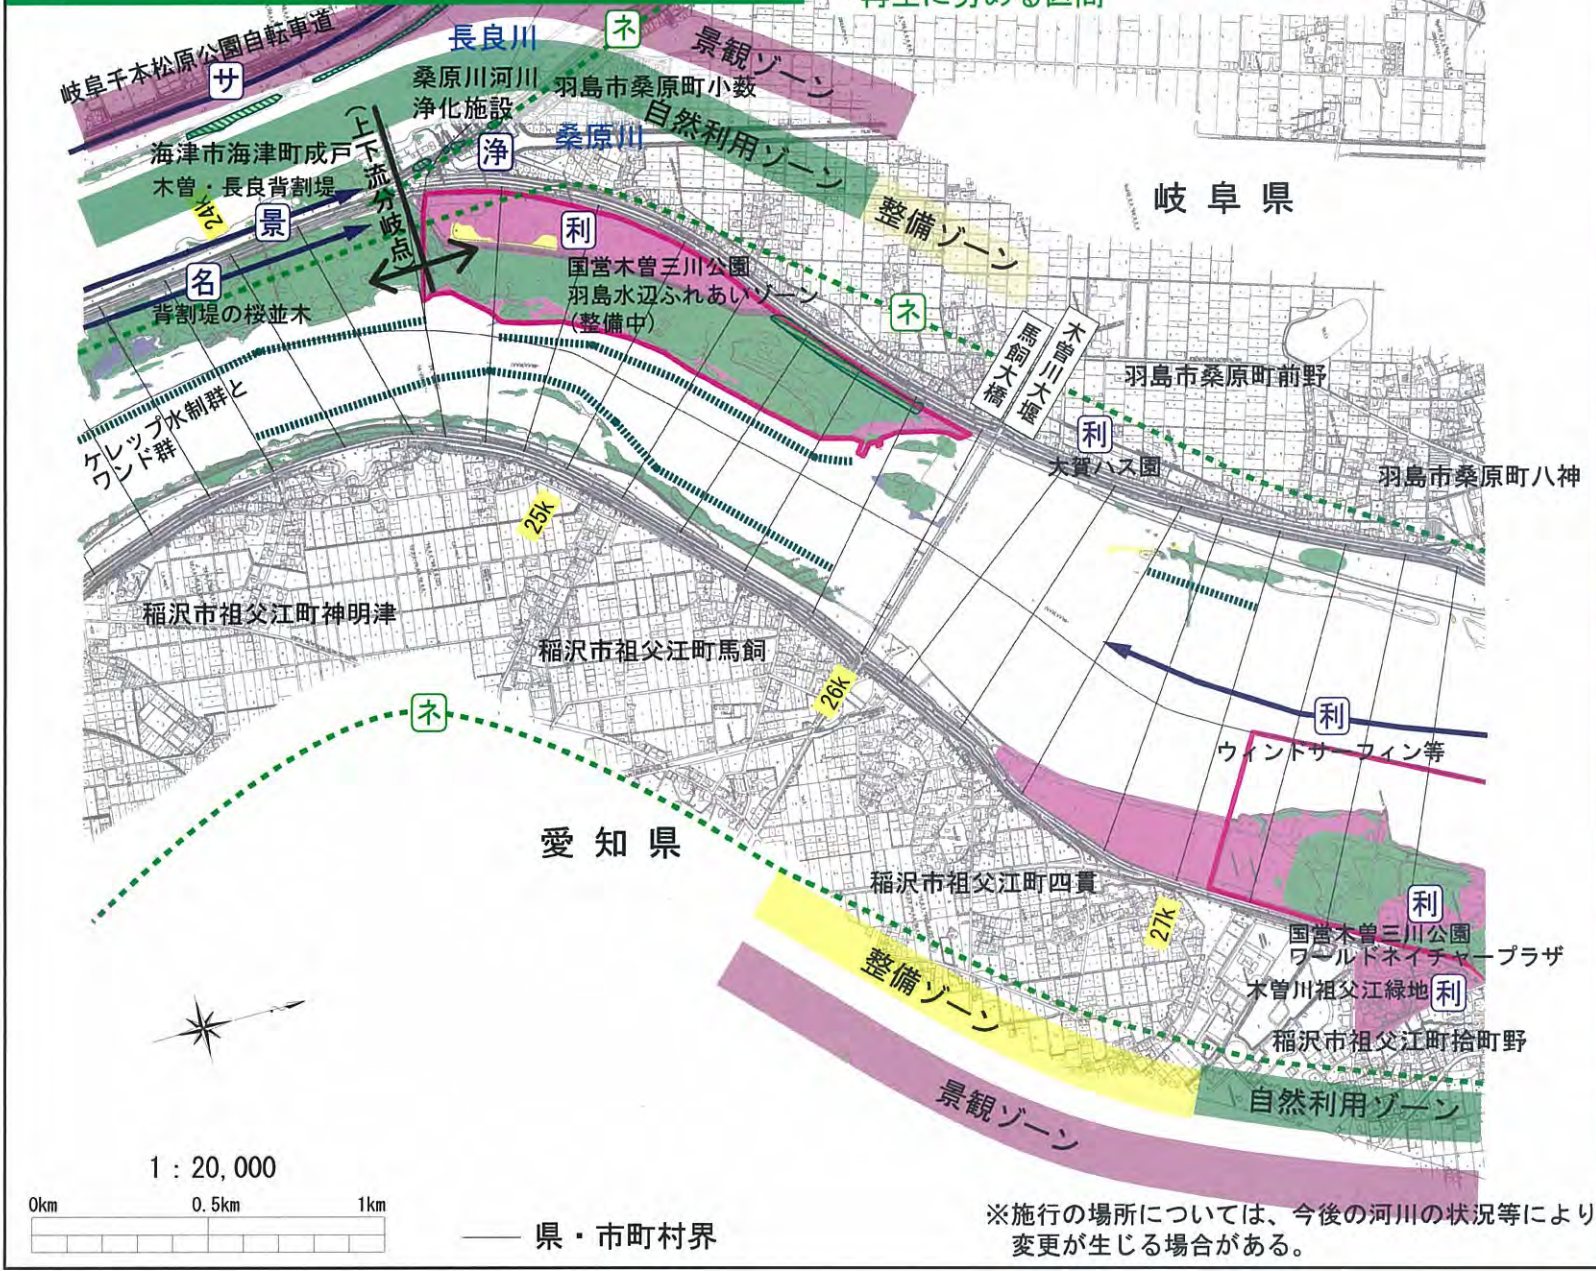 再生に努める区間
岐阜千本松原公園自転車道
サ
長良川
ネ
景観ゾーン
桑原川河川
浄化施設
羽島市桑原町小薮
自然利用ゾーン
(上下流分岐点)
浄
桑原川
海津市海津町成戸
木曽・長良背割堤
24k
景
名
背割堤の桜並木
利
国営木曽三川公園
羽島水辺ふれあいゾーン
(整備中)
整備ゾーン
岐阜県
ネ
馬飼大橋
木曽川大堰
羽島市桑原町前野
利
大賀ハス園
羽島市桑原町八神
ケレップ水制群と
ワンド群
25k
稲沢市祖父江町神明津
稲沢市祖父江町馬飼
26k
ネ
利
ウィンドサーフィン等
愛知県
稲沢市祖父江町四貫
27k
利
国営木曽三川公園
ワールドネイチャープラザ
木曽川祖父江緑地
利
稲沢市祖父江町拾町野
整備ゾーン
景観ゾーン
自然利用ゾーン
1:20,000
0km 0.5km 1km
県・市町村界
※施行の場所については、今後の河川の状況等により
変更が生じる場合がある。